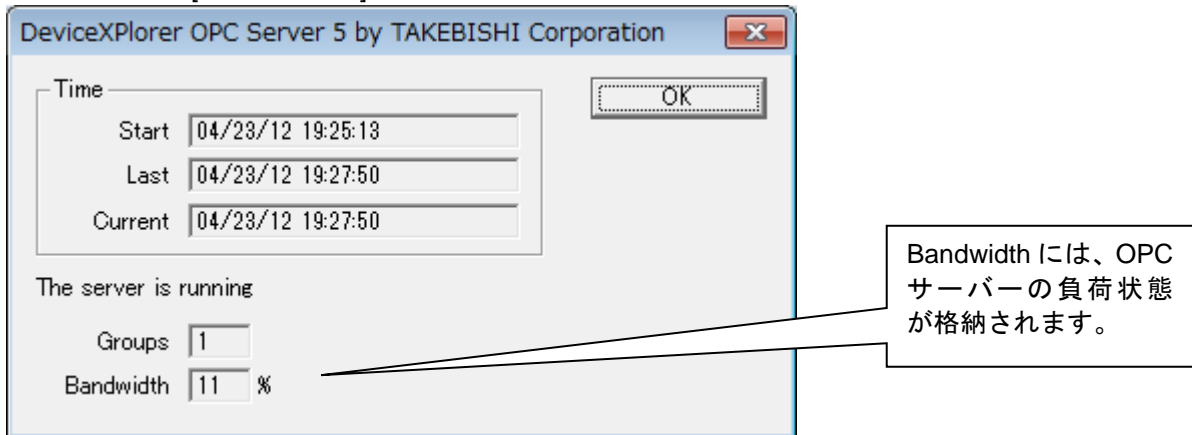 DeviceXPlorer OPC Server 5 by TAKEBISHI Corporation
Time
OK
Start 04/23/12 19:25:13
Last 04/23/12 19:27:50
Current 04/23/12 19:27:50
The server is running
Groups 1
Bandwidth 11 %
Bandwidth には、OPC
サーバーの負荷状態
が格納されます。